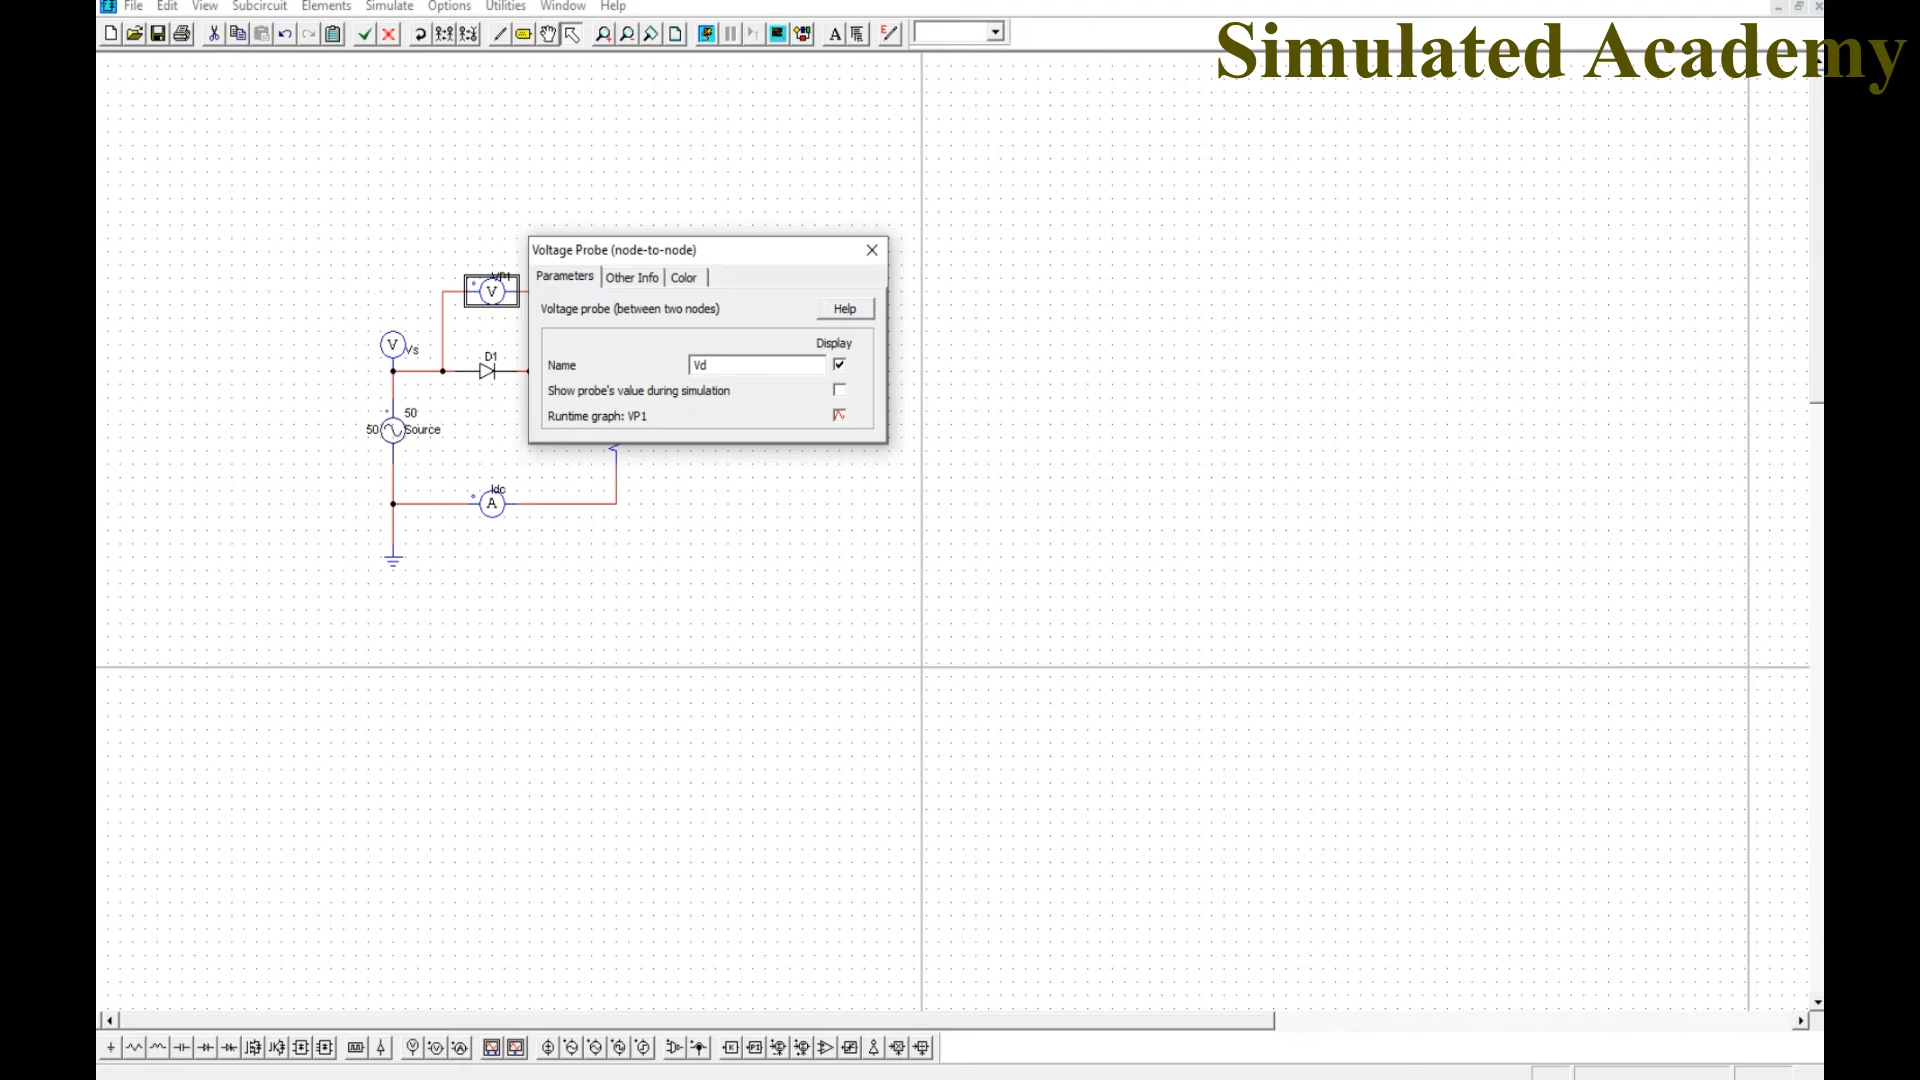 File Edit View Subcircuit Elements Simulate Options Utilities Window Help
Simulated Academy
Voltage Probe (node-to-node)
Parameters Other Info Color
Voltage probe (between two nodes) Help
Display
Name Vd
Show probe's value during simulation
Runtime graph: VP1
VP1
V
V Vs
D1
50
50 Source
Idc
A